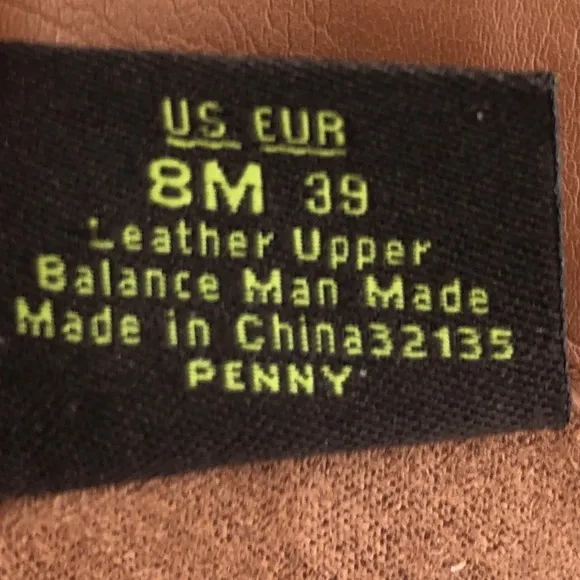 US EUR
8M 39
Leather Upper
Balance Man Made
Made in China32135
PENNY